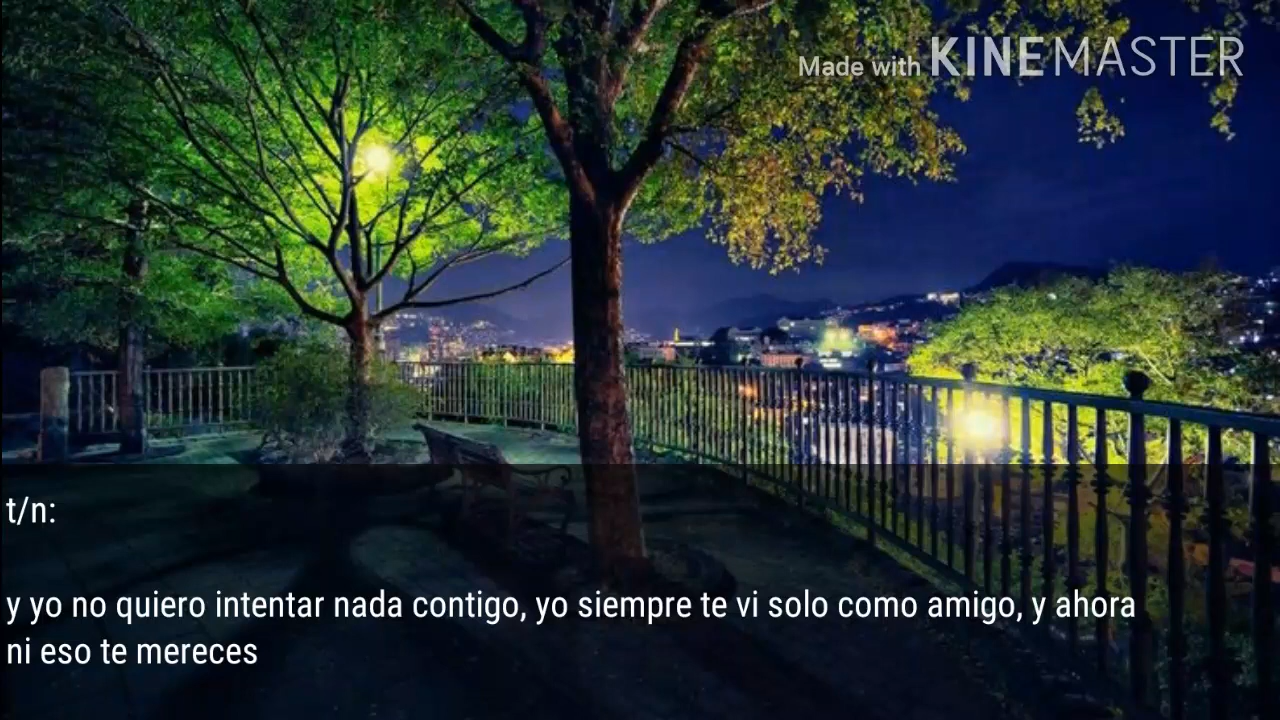 Made with KINEMASTER
t/n:
y yo no quiero intentar nada contigo, yo siempre te vi solo como amigo, y ahora
ni eso te mereces